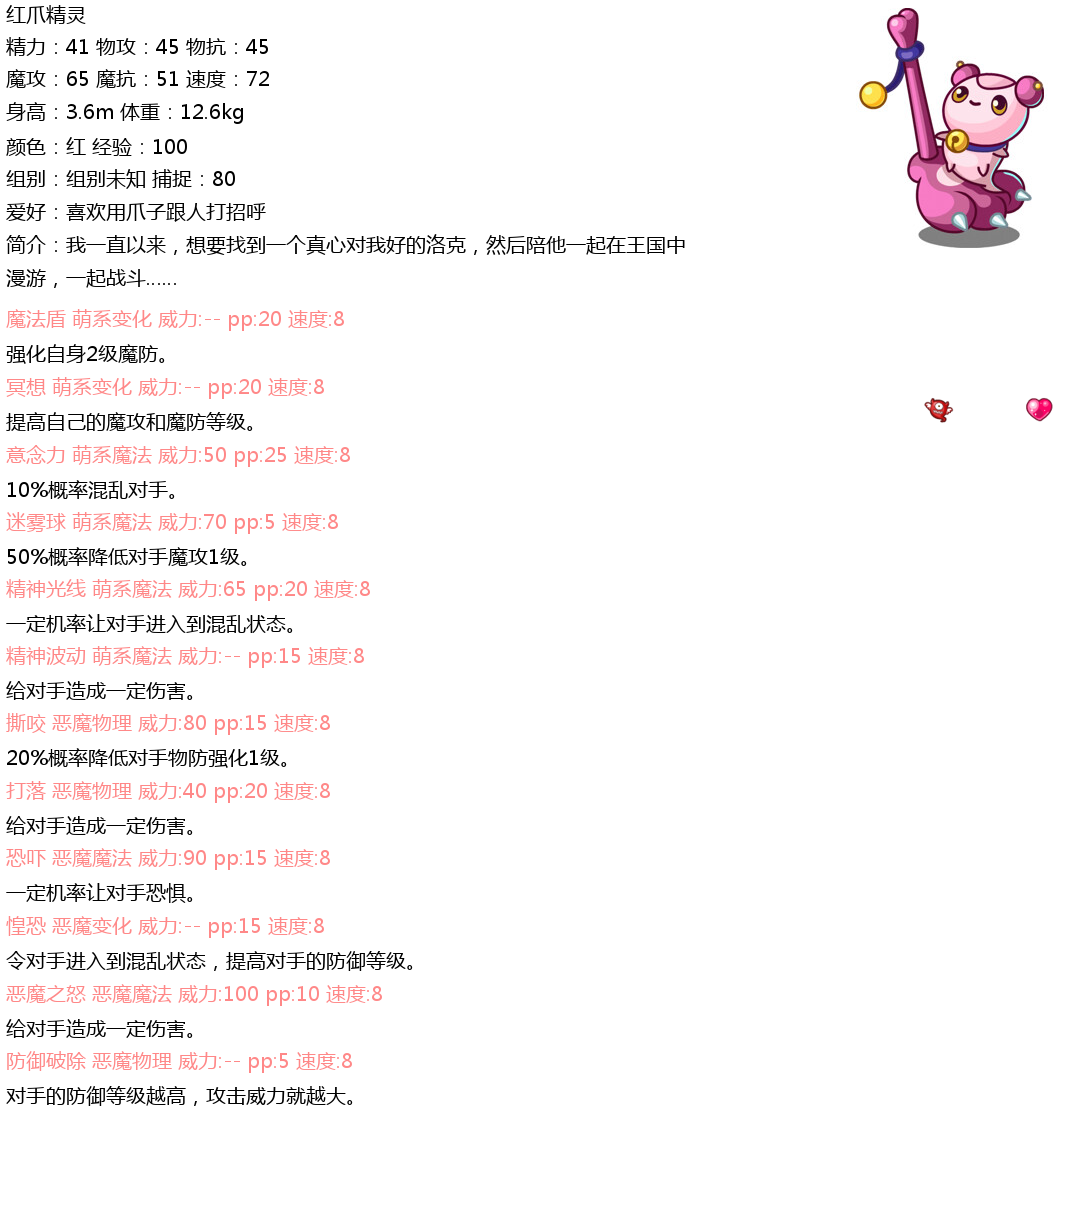 红爪精灵
精力：41 物攻：45 物抗：45
魔攻：65 魔抗：51 速度：72
身高：3.6m 体重：12.6kg
颜色：红 经验：100
组别：组别未知 捕捉：80
爱好：喜欢用爪子跟人打招呼
简介：我一直以来，想要找到一个真心对我好的洛克，然后陪他一起在王国中
漫游，一起战斗……
魔法盾 萌系变化 威力:-- pp:20 速度:8
强化自身2级魔防。
冥想 萌系变化 威力:-- pp:20 速度:8
提高自己的魔攻和魔防等级。
意念力 萌系魔法 威力:50 pp:25 速度:8
10%概率混乱对手。
迷雾球 萌系魔法 威力:70 pp:5 速度:8
50%概率降低对手魔攻1级。
精神光线 萌系魔法 威力:65 pp:20 速度:8
一定机率让对手进入到混乱状态。
精神波动 萌系魔法 威力:-- pp:15 速度:8
给对手造成一定伤害。
撕咬 恶魔物理 威力:80 pp:15 速度:8
20%概率降低对手物防强化1级。
打落 恶魔物理 威力:40 pp:20 速度:8
给对手造成一定伤害。
恐吓 恶魔魔法 威力:90 pp:15 速度:8
一定机率让对手恐惧。
惶恐 恶魔变化 威力:-- pp:15 速度:8
令对手进入到混乱状态，提高对手的防御等级。
恶魔之怒 恶魔魔法 威力:100 pp:10 速度:8
给对手造成一定伤害。
防御破除 恶魔物理 威力:-- pp:5 速度:8
对手的防御等级越高，攻击威力就越大。